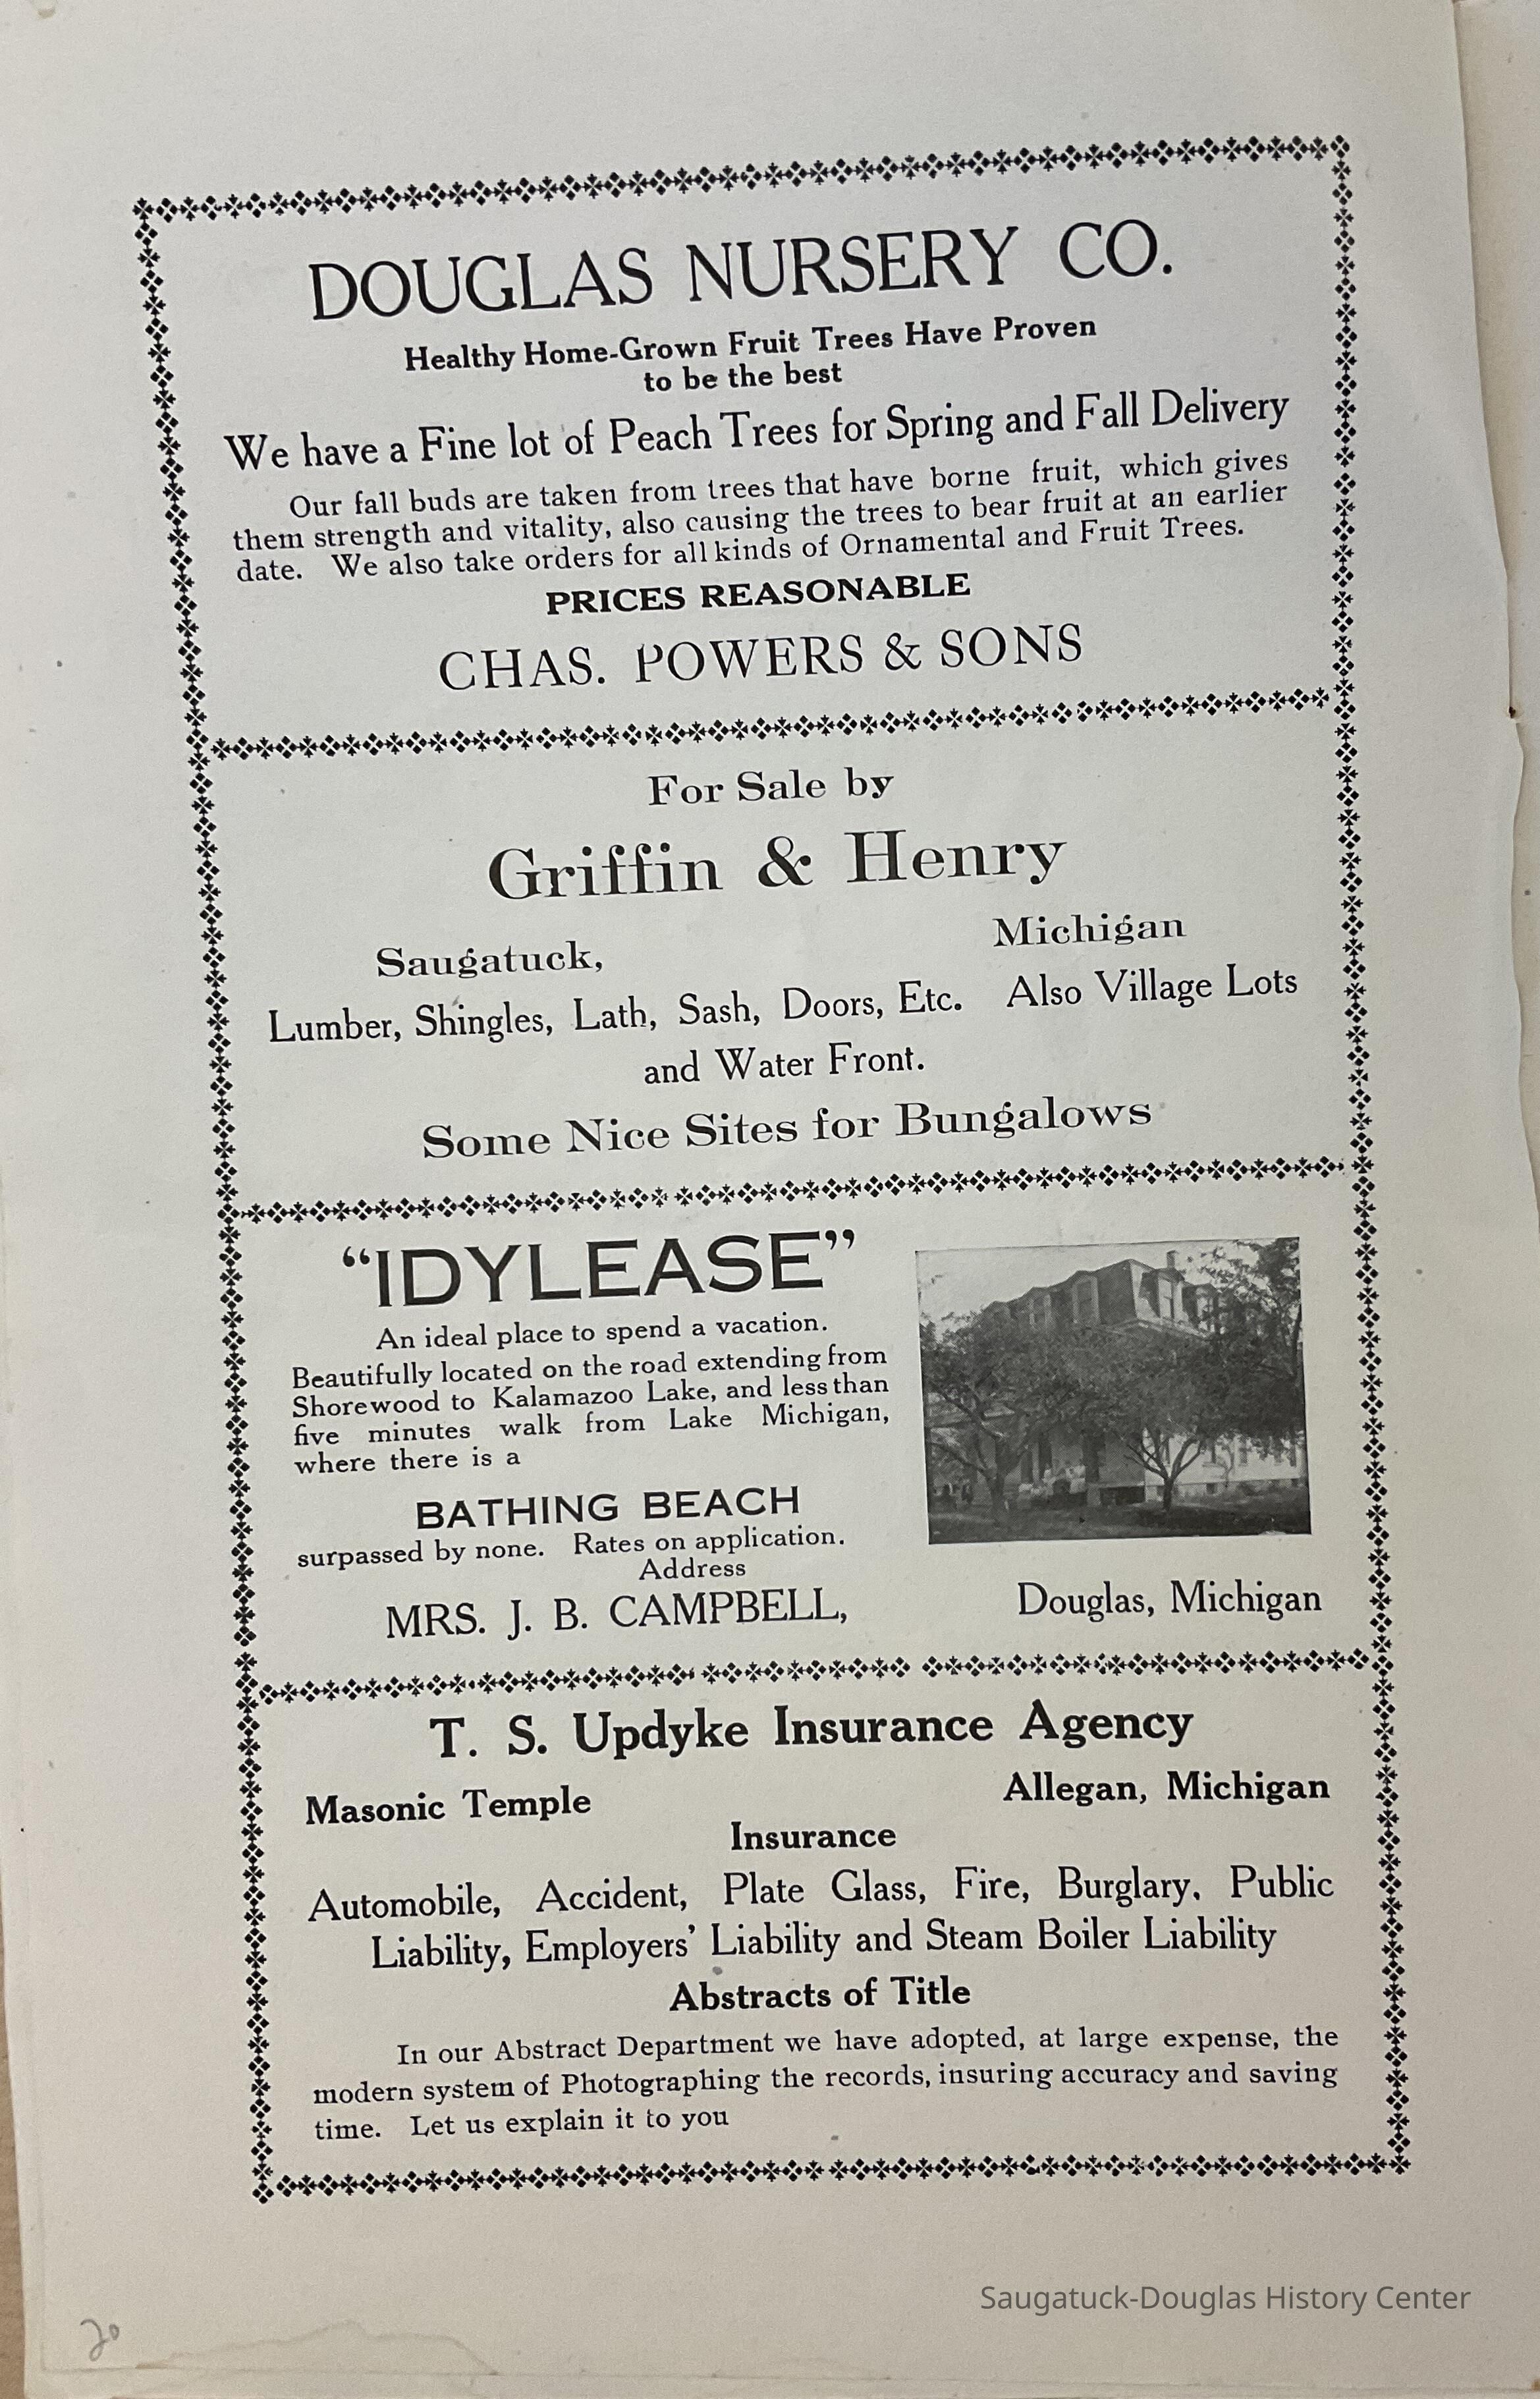 DOUGLAS NURSERY CO.
Healthy Home-Grown Fruit Trees Have Proven
to be the best
We have a Fine lot of Peach Trees for Spring and Fall Delivery
Our fall buds are taken from trees that have borne fruit, which gives
them strength and vitality, also causing the trees to bear fruit at an earlier
date. We also take orders for all kinds of Ornamental and Fruit Trees.
PRICES REASONABLE
CHAS. POWERS & SONS
For Sale by
Griffin & Henry
Saugatuck, Michigan
Lumber, Shingles, Lath, Sash, Doors, Etc. Also Village Lots
and Water Front.
Some Nice Sites for Bungalows
“IDYLEASE”
An ideal place to spend a vacation.
Beautifully located on the road extending from
Shorewood to Kalamazoo Lake, and less than
five minutes walk from Lake Michigan,
where there is a
BATHING BEACH
surpassed by none. Rates on application.
Address
MRS. J. B. CAMPBELL, Douglas, Michigan
T. S. Updyke Insurance Agency
Masonic Temple Allegan, Michigan
Insurance
Automobile, Accident, Plate Glass, Fire, Burglary, Public
Liability, Employers’ Liability and Steam Boiler Liability
Abstracts of Title
In our Abstract Department we have adopted, at large expense, the
modern system of Photographing the records, insuring accuracy and saving
time. Let us explain it to you
Saugatuck-Douglas History Center
20